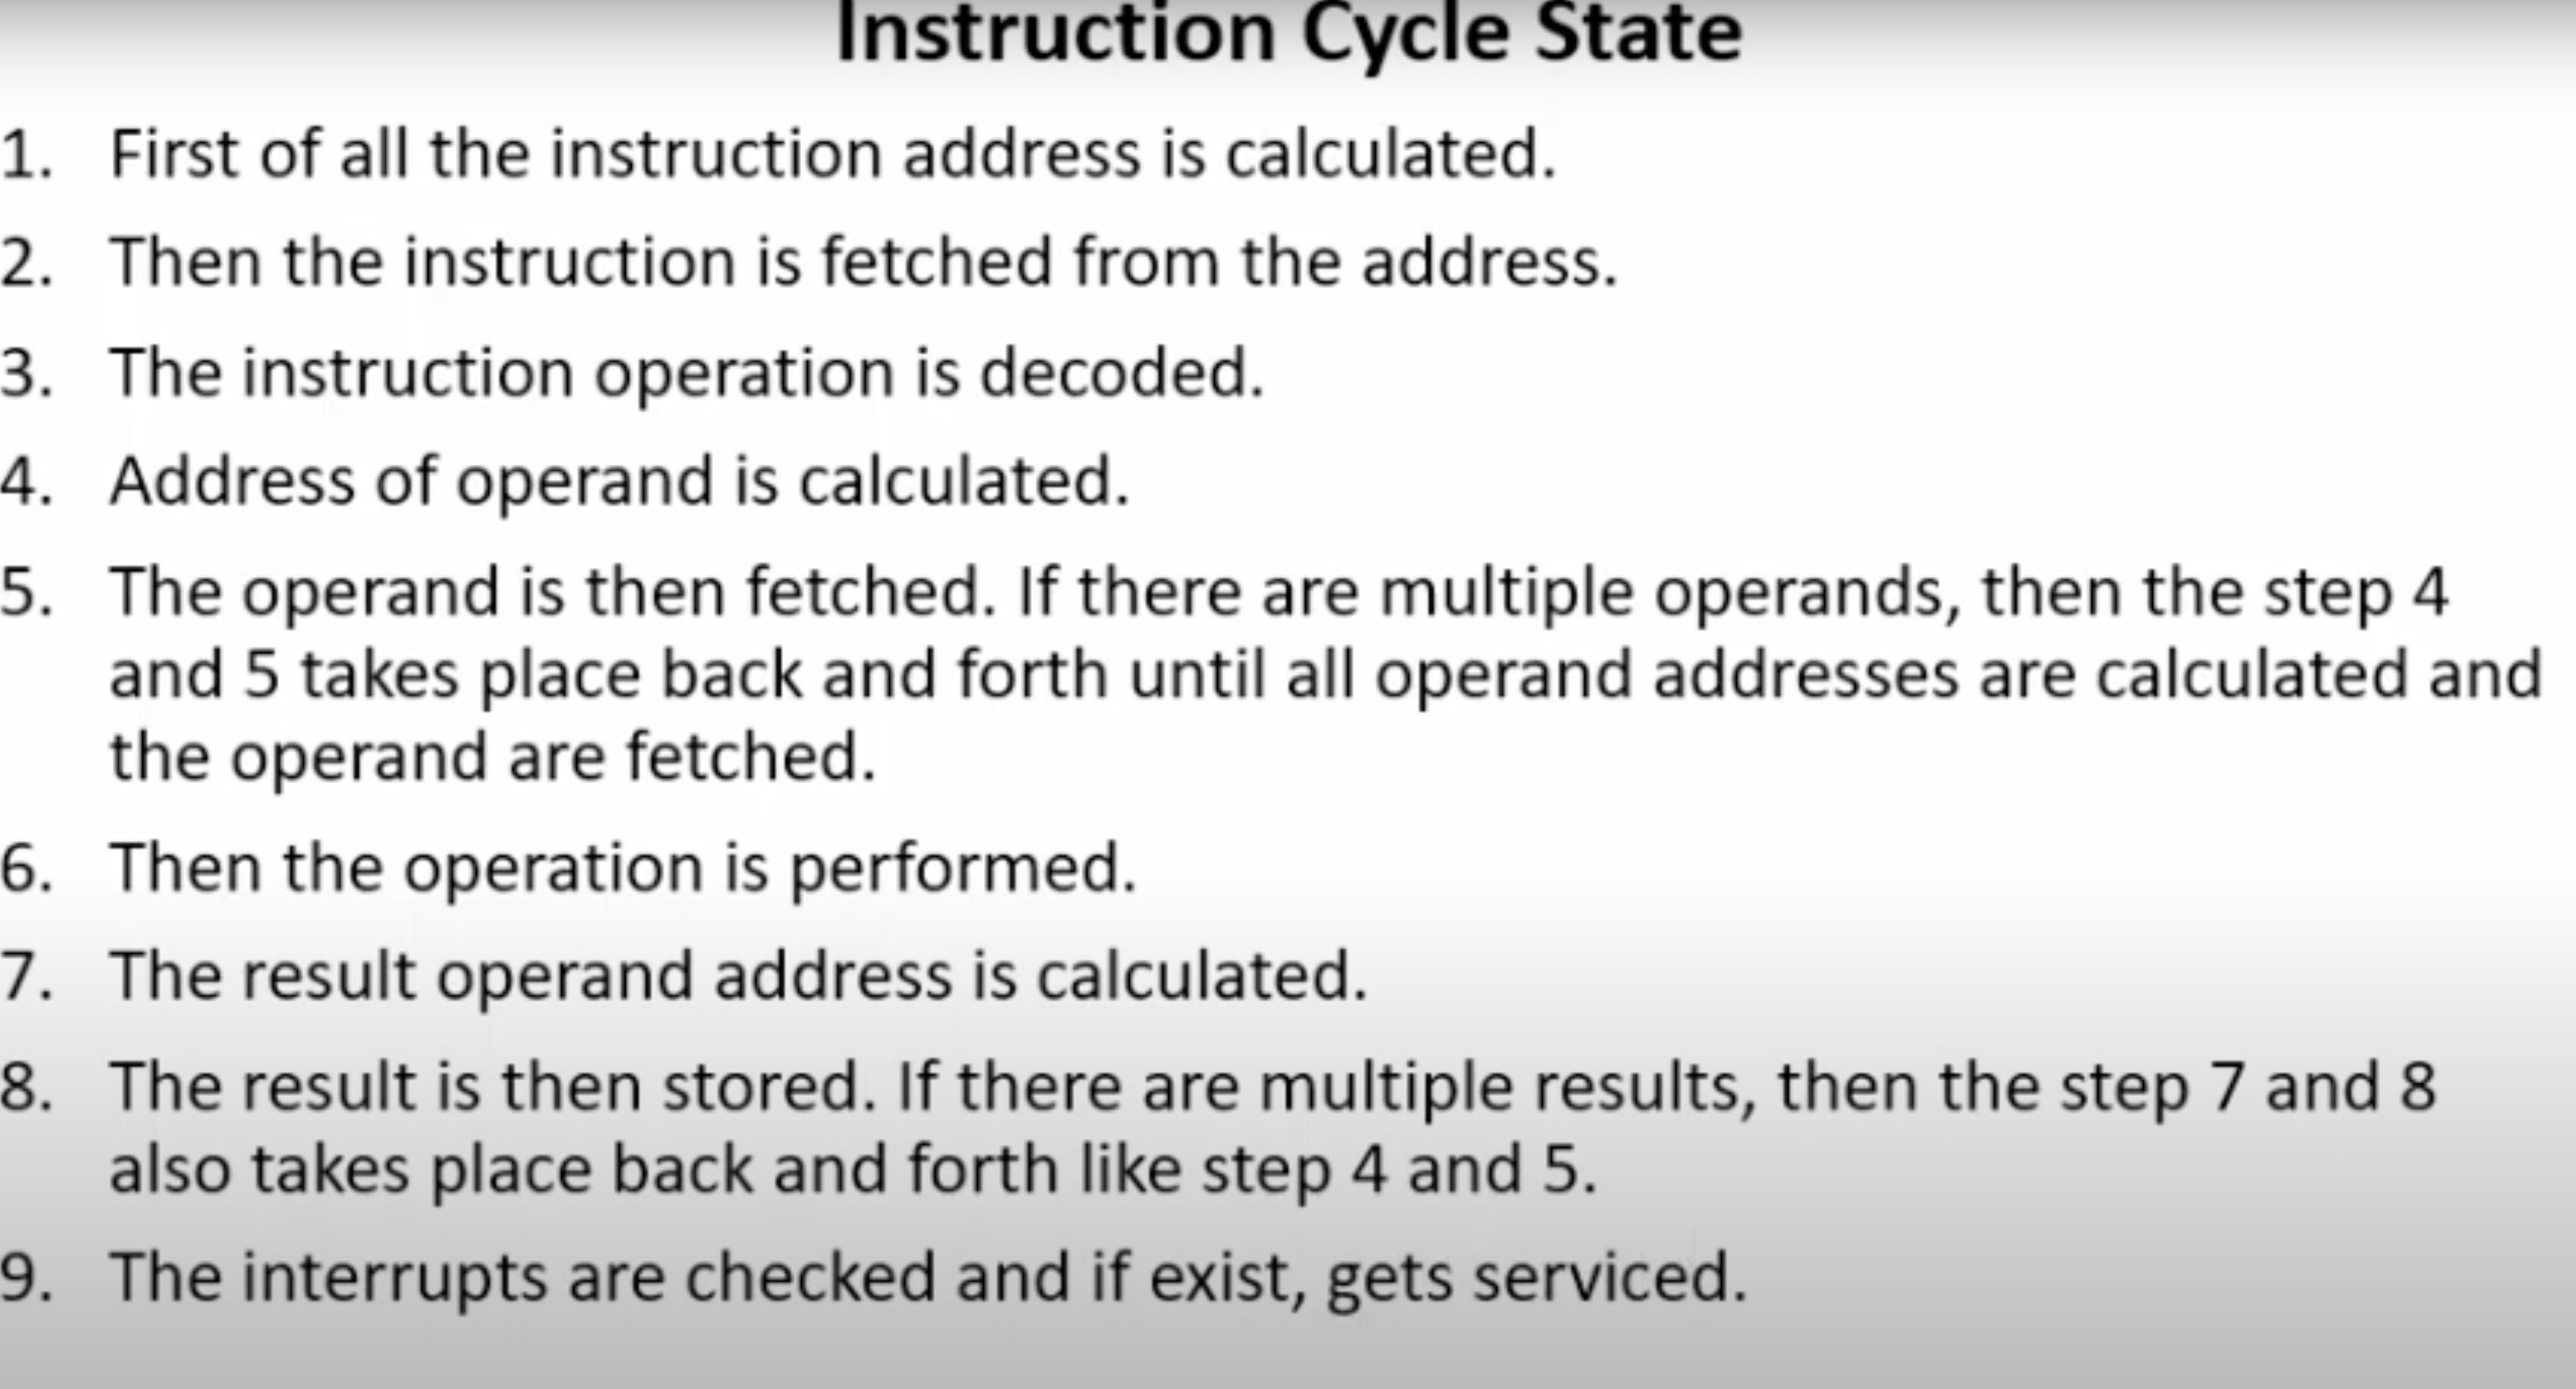 Instruction Cycle State
1. First of all the instruction address is calculated.
2. Then the instruction is fetched from the address.
3. The instruction operation is decoded.
4. Address of operand is calculated.
5. The operand is then fetched. If there are multiple operands, then the step 4
and 5 takes place back and forth until all operand addresses are calculated and
the operand are fetched.
6. Then the operation is performed.
7. The result operand address is calculated.
8. The result is then stored. If there are multiple results, then the step 7 and 8
also takes place back and forth like step 4 and 5.
9. The interrupts are checked and if exist, gets serviced.